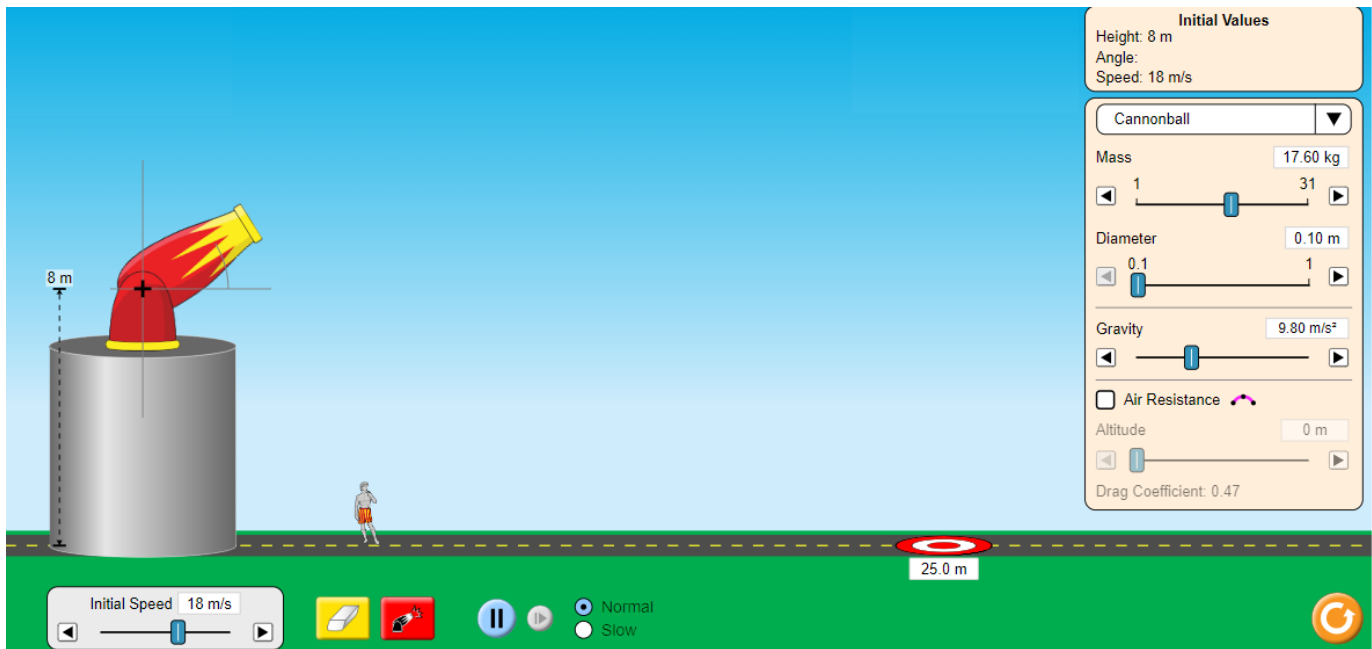 Initial Values
Height: 8 m
Angle:
Speed: 18 m/s
Cannonball
Mass 17.60 kg
1 31
Diameter 0.10 m
0.1 1
Gravity 9.80 m/s²
Air Resistance
Altitude 0 m
Drag Coefficient: 0.47
8 m
25.0 m
Initial Speed 18 m/s
Normal
Slow